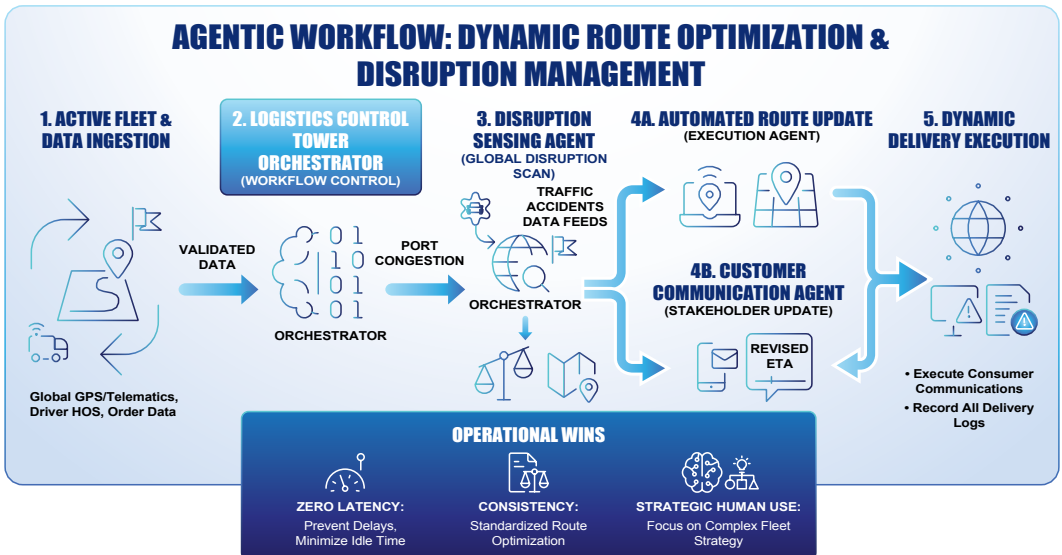 AGENTIC WORKFLOW: DYNAMIC ROUTE OPTIMIZATION &
DISRUPTION MANAGEMENT
1. ACTIVE FLEET &
DATA INGESTION
Global GPS/Telematics,
Driver HOS, Order Data
VALIDATED
DATA
2. LOGISTICS CONTROL
TOWER
ORCHESTRATOR
(WORKFLOW CONTROL)
0 1
1 0
0 1
0 1
ORCHESTRATOR
PORT
CONGESTION
3. DISRUPTION
SENSING AGENT
(GLOBAL DISRUPTION
SCAN)
TRAFFIC
ACCIDENTS
DATA FEEDS
ORCHESTRATOR
4A. AUTOMATED ROUTE UPDATE
(EXECUTION AGENT)
4B. CUSTOMER
COMMUNICATION AGENT
(STAKEHOLDER UPDATE)
REVISED
ETA
5. DYNAMIC
DELIVERY EXECUTION
• Execute Consumer
Communications
• Record All Delivery
Logs
OPERATIONAL WINS
ZERO LATENCY:
Prevent Delays,
Minimize Idle Time
CONSISTENCY:
Standardized Route
Optimization
STRATEGIC HUMAN USE:
Focus on Complex Fleet
Strategy